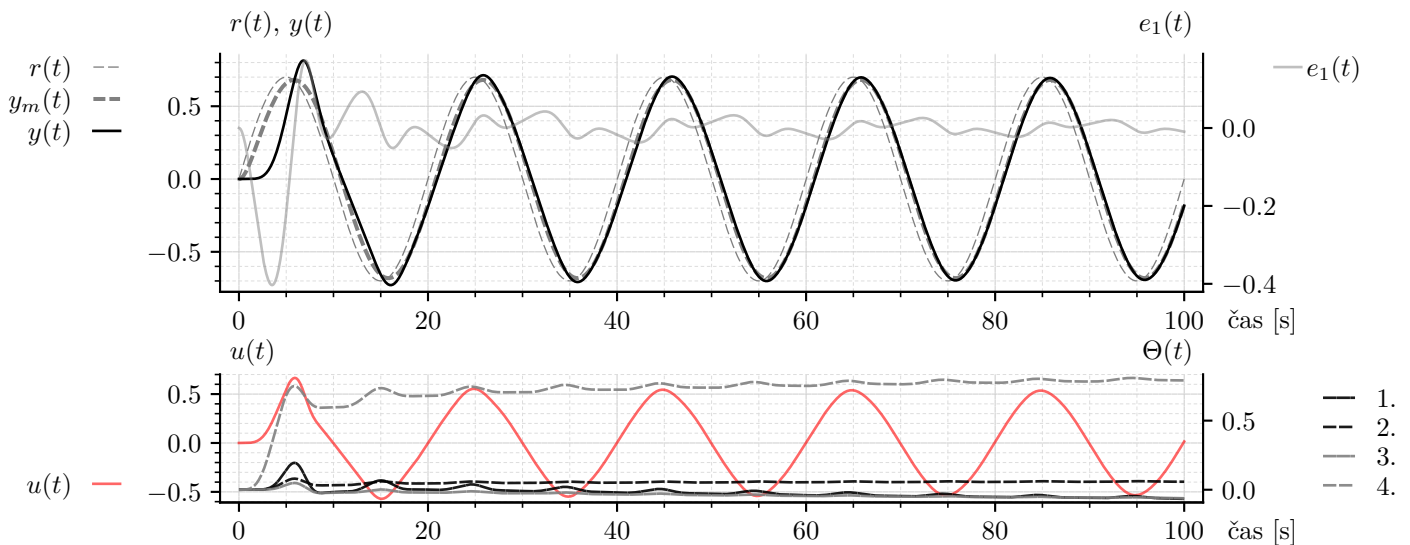 r(t), y(t) e₁(t)
r(t)
yₘ(t)
y(t)
e₁(t)
0.5
0.0
−0.5
0.0
−0.2
−0.4
0 20 40 60 80 100 čas [s]
u(t) Θ(t)
0.5
0.0
−0.5
0.5
0.0
u(t)
1.
2.
3.
4.
0 20 40 60 80 100 čas [s]